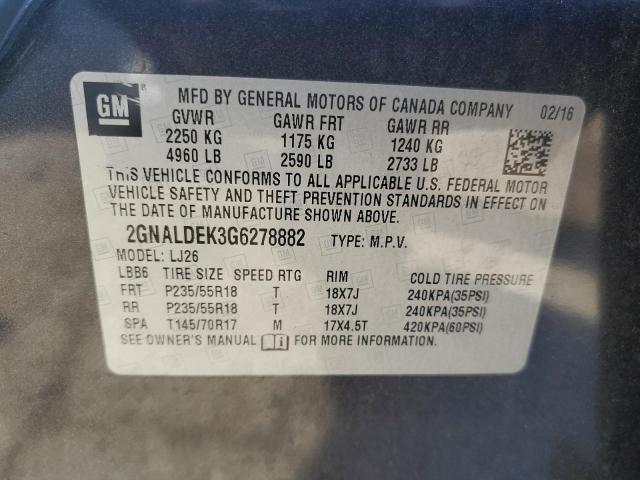 GM
MFD BY GENERAL MOTORS OF CANADA COMPANY 02/16
GVWR GAWR FRT GAWR RR
2250 KG 1175 KG 1240 KG
4960 LB 2590 LB 2733 LB
THIS VEHICLE CONFORMS TO ALL APPLICABLE U.S. FEDERAL MOTOR
VEHICLE SAFETY AND THEFT PREVENTION STANDARDS IN EFFECT ON
THE DATE OF MANUFACTURE SHOWN ABOVE.
2GNALDEK3G6278882 TYPE: M.P.V.
MODEL: LJ26
LBB6 TIRE SIZE SPEED RTG RIM COLD TIRE PRESSURE
FRT P235/55R18 T 18X7J 240KPA(35PSI)
RR P235/55R18 T 18X7J 240KPA(35PSI)
SPA T145/70R17 M 17X4.5T 420KPA(60PSI)
SEE OWNER'S MANUAL FOR MORE INFORMATION.